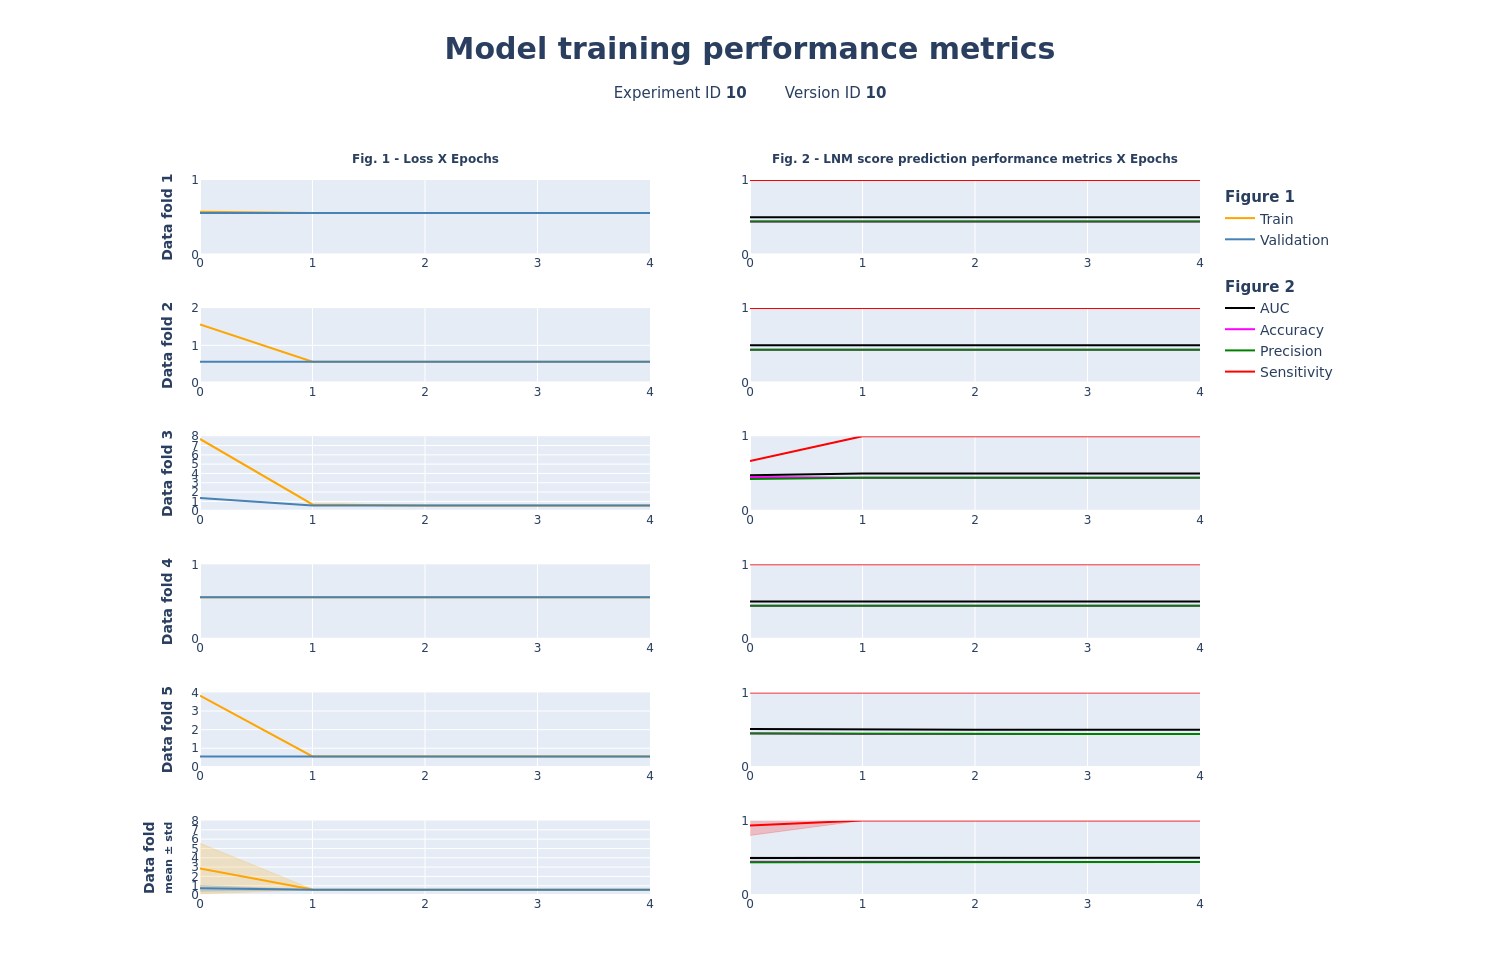 Model training performance metrics
Experiment ID 10 Version ID 10
Fig. 1 - Loss X Epochs
Fig. 2 - LNM score prediction performance metrics X Epochs
Data fold 1
1
0
0 1 2 3 4
1
0
0 1 2 3 4
Figure 1
Train
Validation
Figure 2
AUC
Accuracy
Precision
Sensitivity
Data fold 2
2
1
0
0 1 2 3 4
1
0
0 1 2 3 4
Data fold 3
8
7
6
5
4
3
2
1
0
0 1 2 3 4
1
0
0 1 2 3 4
Data fold 4
1
0
0 1 2 3 4
1
0
0 1 2 3 4
Data fold 5
4
3
2
1
0
0 1 2 3 4
1
0
0 1 2 3 4
Data fold
mean ± std
8
7
6
5
4
3
2
1
0
0 1 2 3 4
1
0
0 1 2 3 4